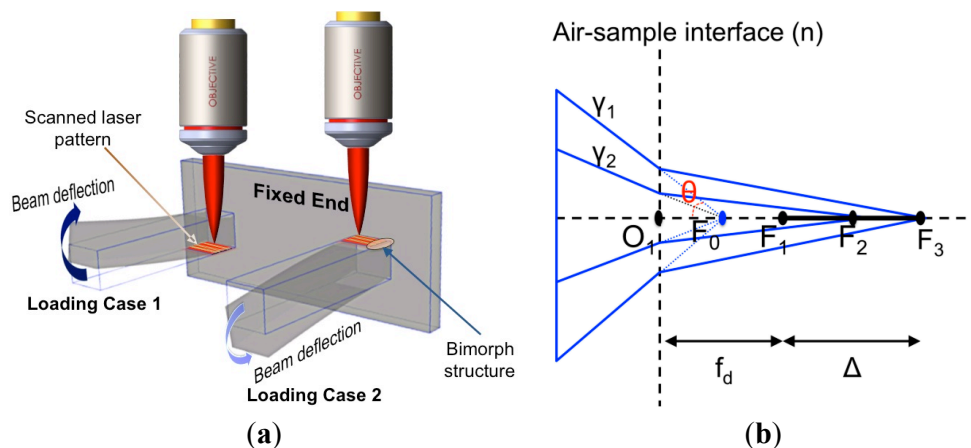 OBJECTIVE
OBJECTIVE
Scanned laser
pattern
Beam deflection
Fixed End
Loading Case 1
Beam deflection
Loading Case 2
Bimorph
structure
(a)
Air-sample interface (n)
γ1
γ2
θ
O1
F0
F1
F2
F3
fd
Δ
(b)